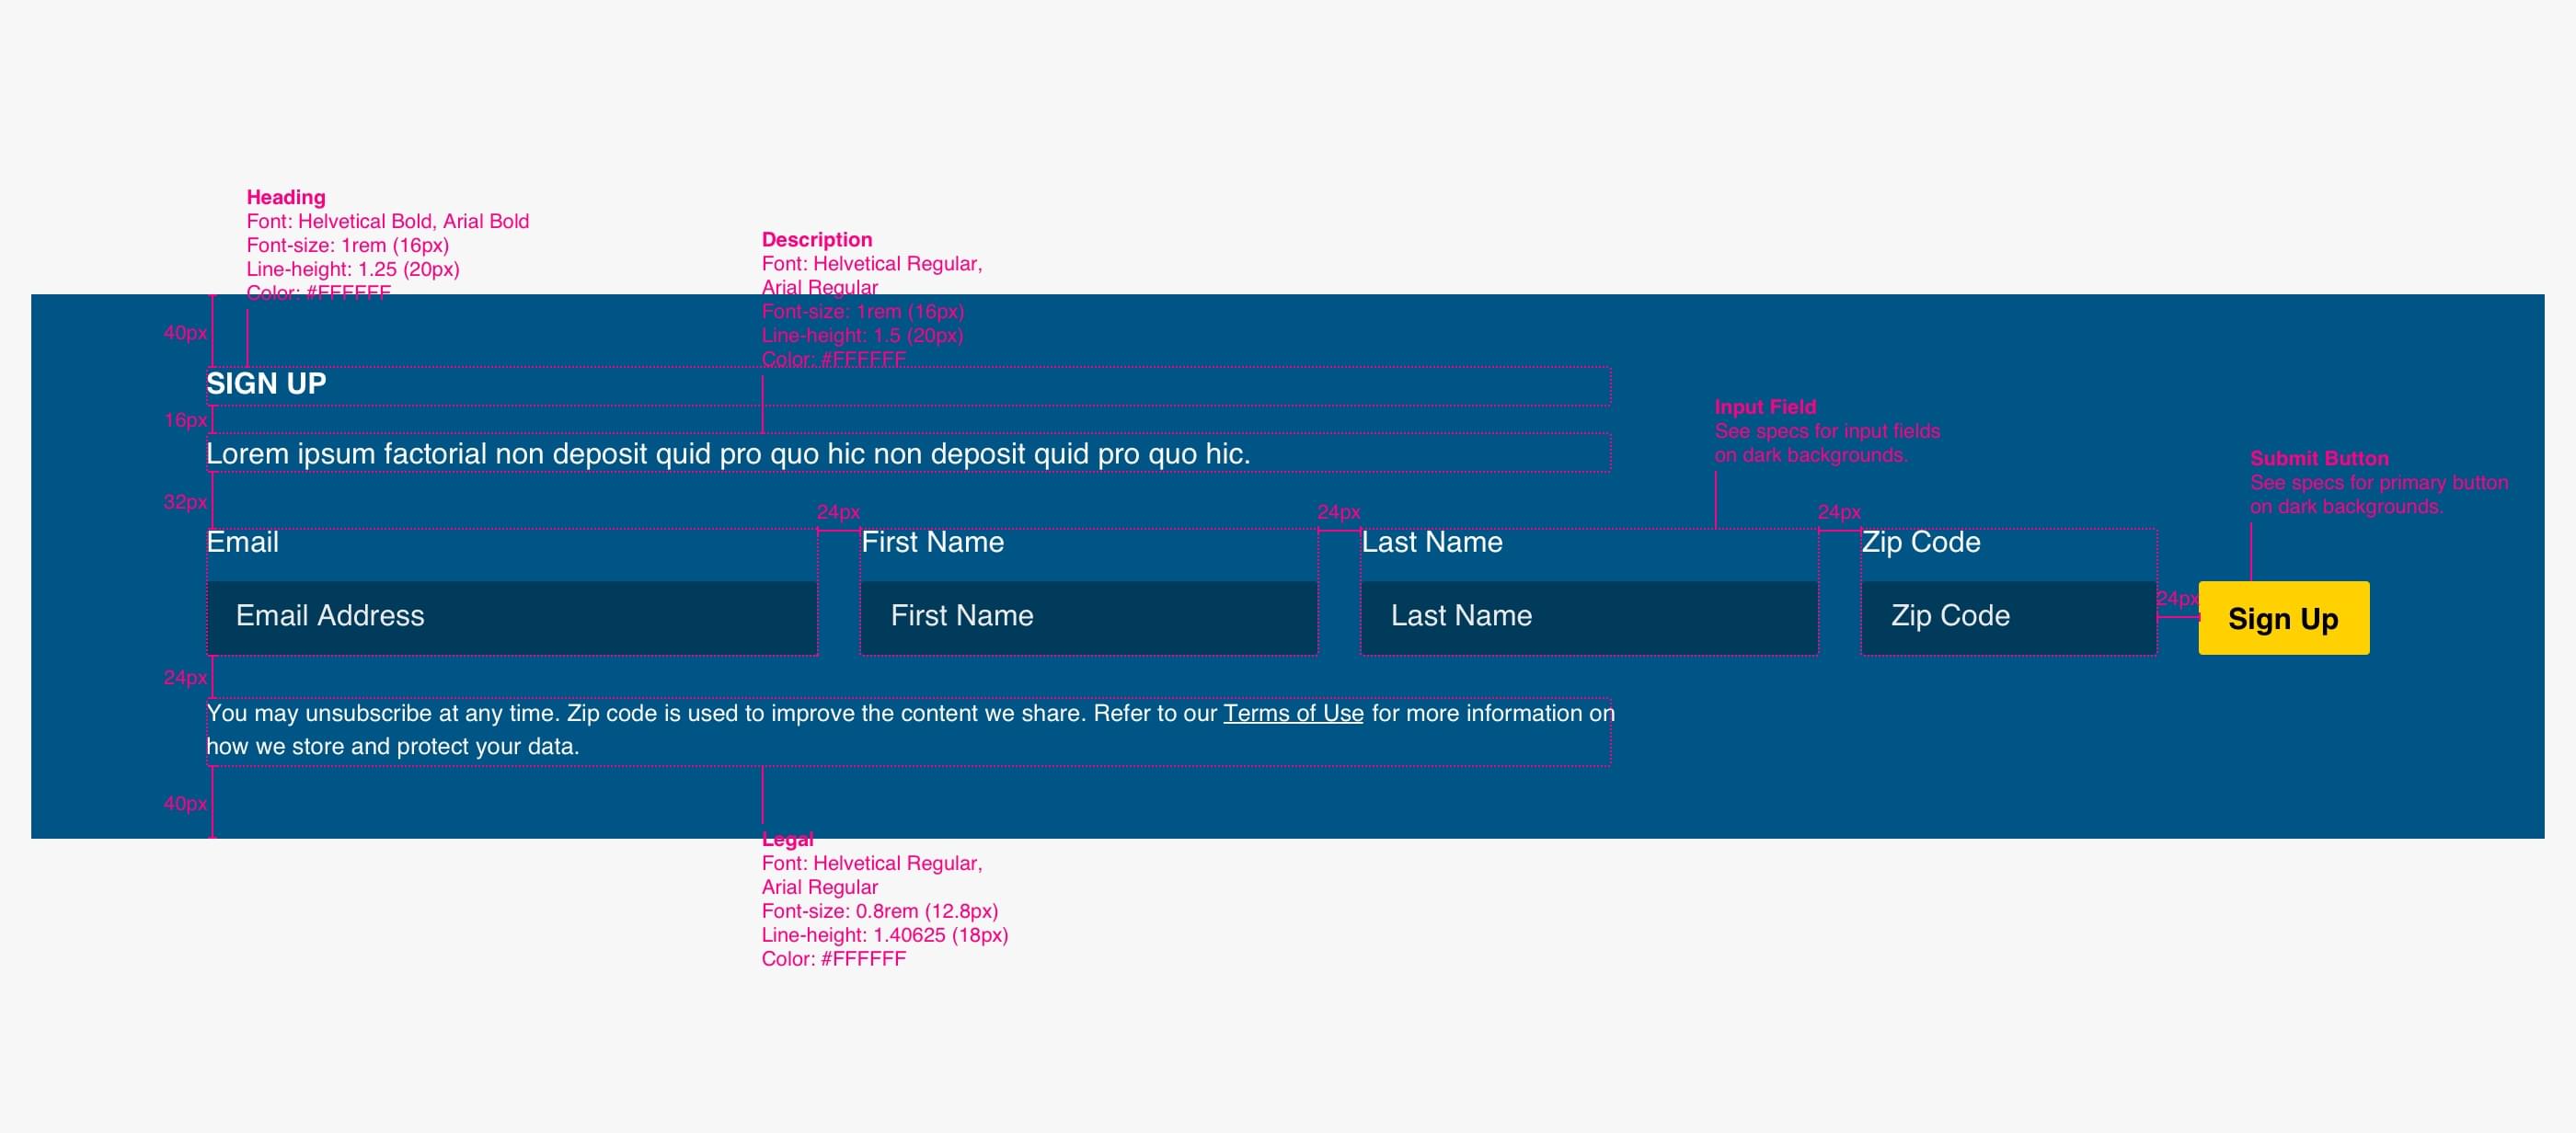 Heading
Font: Helvetical Bold, Arial Bold
Font-size: 1rem (16px)
Line-height: 1.25 (20px)
Color: #FFFFFF
Description
Font: Helvetical Regular,
Arial Regular
Font-size: 1rem (16px)
Line-height: 1.5 (20px)
Color: #FFFFFF
40px
SIGN UP
16px
Lorem ipsum factorial non deposit quid pro quo hic non deposit quid pro quo hic.
Input Field
See specs for input fields
on dark backgrounds.
Submit Button
See specs for primary button
on dark backgrounds.
32px
24px
24px
24px
Email
First Name
Last Name
Zip Code
Email Address
First Name
Last Name
Zip Code
24px
Sign Up
24px
You may unsubscribe at any time. Zip code is used to improve the content we share. Refer to our Terms of Use for more information on
how we store and protect your data.
40px
Legal
Font: Helvetical Regular,
Arial Regular
Font-size: 0.8rem (12.8px)
Line-height: 1.40625 (18px)
Color: #FFFFFF